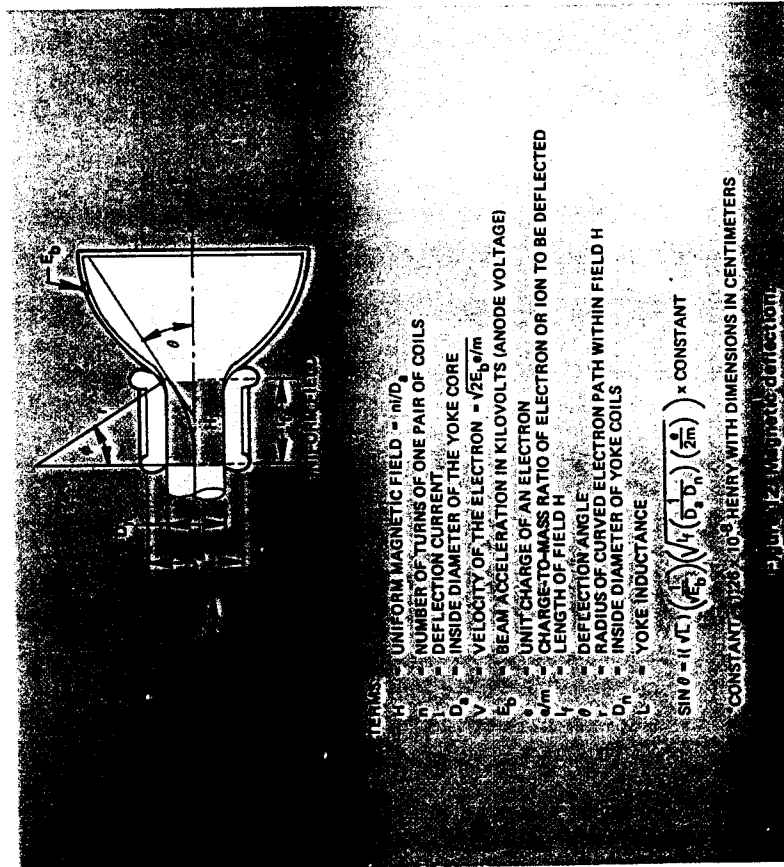 E_b
θ
H
UNIFORM FIELD
TERMS
H = UNIFORM MAGNETIC FIELD = ni/D_a
n = NUMBER OF TURNS OF ONE PAIR OF COILS
I = DEFLECTION CURRENT
D_a = INSIDE DIAMETER OF THE YOKE CORE
V = VELOCITY OF THE ELECTRON = √2E_b e/m
E_b = BEAM ACCELERATION IN KILOVOLTS (ANODE VOLTAGE)
e = UNIT CHARGE OF AN ELECTRON
e/m = CHARGE-TO-MASS RATIO OF ELECTRON OR ION TO BE DEFLECTED
L_f = LENGTH OF FIELD H
θ = DEFLECTION ANGLE
r = RADIUS OF CURVED ELECTRON PATH WITHIN FIELD H
D_n = INSIDE DIAMETER OF YOKE COILS
L = YOKE INDUCTANCE
SIN θ = I(√L) (1/√E_b) (√(L_f (1/(D_a D_n)) (e/2m))) x CONSTANT
*CONSTANT = 1.26 x 10^-8 HENRY WITH DIMENSIONS IN CENTIMETERS
Magnetic deflection.